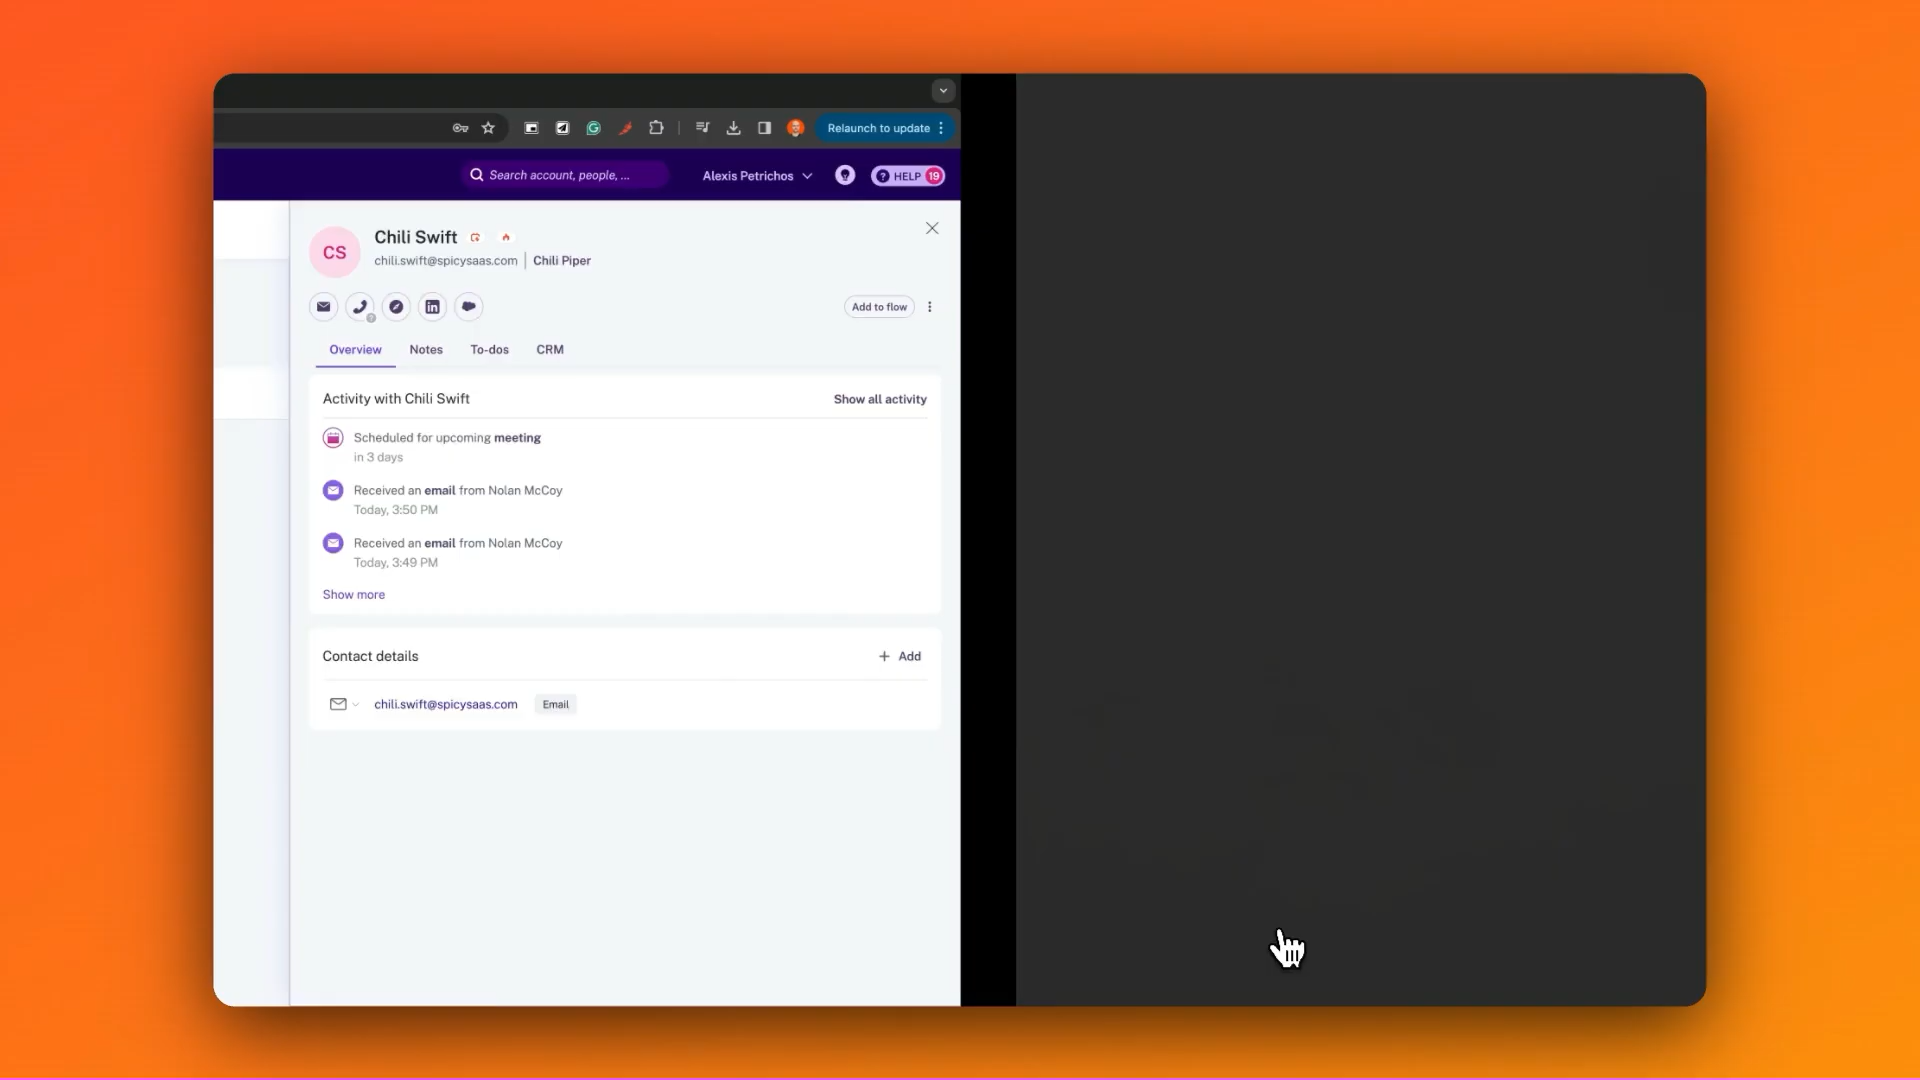 Relaunch to update
Search account, people, ...
Alexis Petrichos
HELP 19
CS
Chili Swift
chili.swift@spicysaas.com | Chili Piper
Add to flow
Overview Notes To-dos CRM
Activity with Chili Swift
Show all activity
Scheduled for upcoming meeting
in 3 days
Received an email from Nolan McCoy
Today, 3:50 PM
Received an email from Nolan McCoy
Today, 3:49 PM
Show more
Contact details
+ Add
chili.swift@spicysaas.com Email